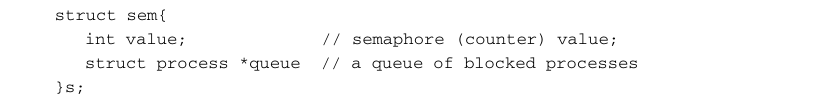 struct sem{
int value; // semaphore (counter) value;
struct process *queue // a queue of blocked processes
}s;